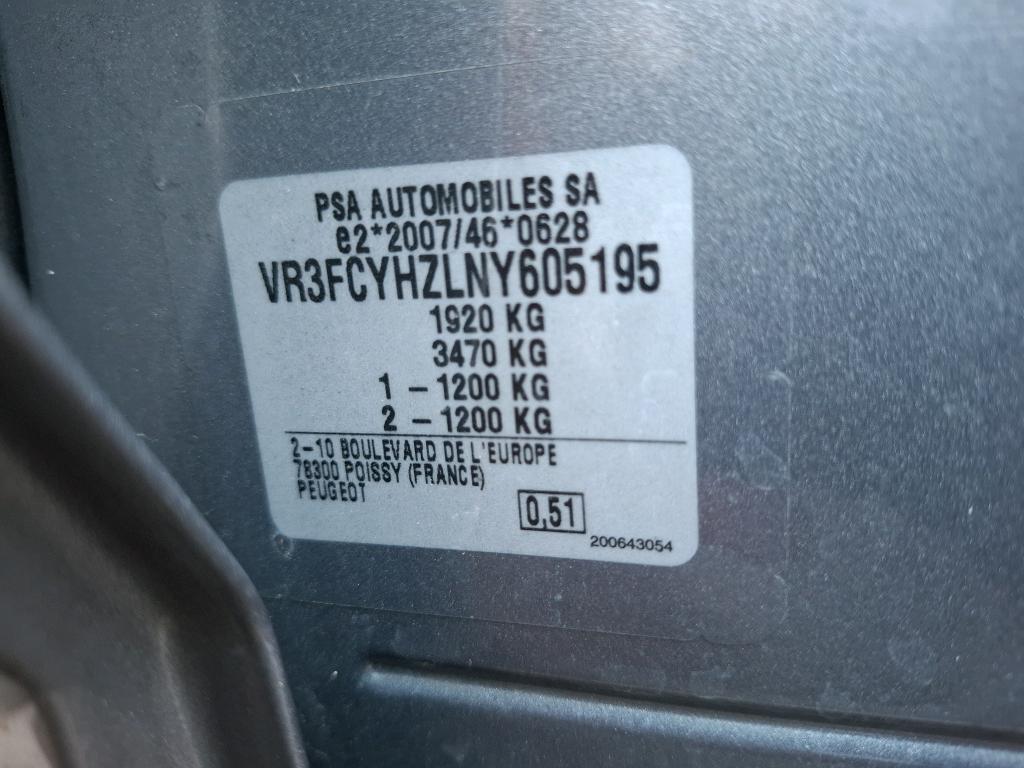 PSA AUTOMOBILES SA
e2*2007/46*0628
VR3FCYHZLNY605195
1920 KG
3470 KG
1 - 1200 KG
2 - 1200 KG
2-10 BOULEVARD DE L'EUROPE
78300 POISSY (FRANCE)
PEUGEOT
0,51
200643054